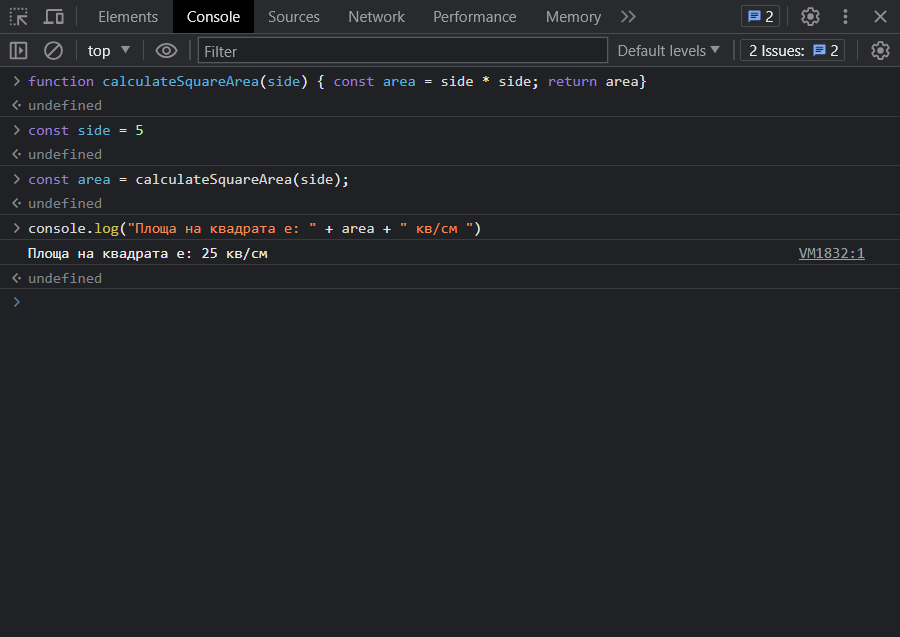 Elements Console Sources Network Performance Memory 2
top Filter Default levels 2 Issues: 2
function calculateSquareArea(side) { const area = side * side; return area}
undefined
const side = 5
undefined
const area = calculateSquareArea(side);
undefined
console.log("Площа на квадрата е: " + area + " кв/см ")
Площа на квадрата е: 25 кв/см VM1832:1
undefined